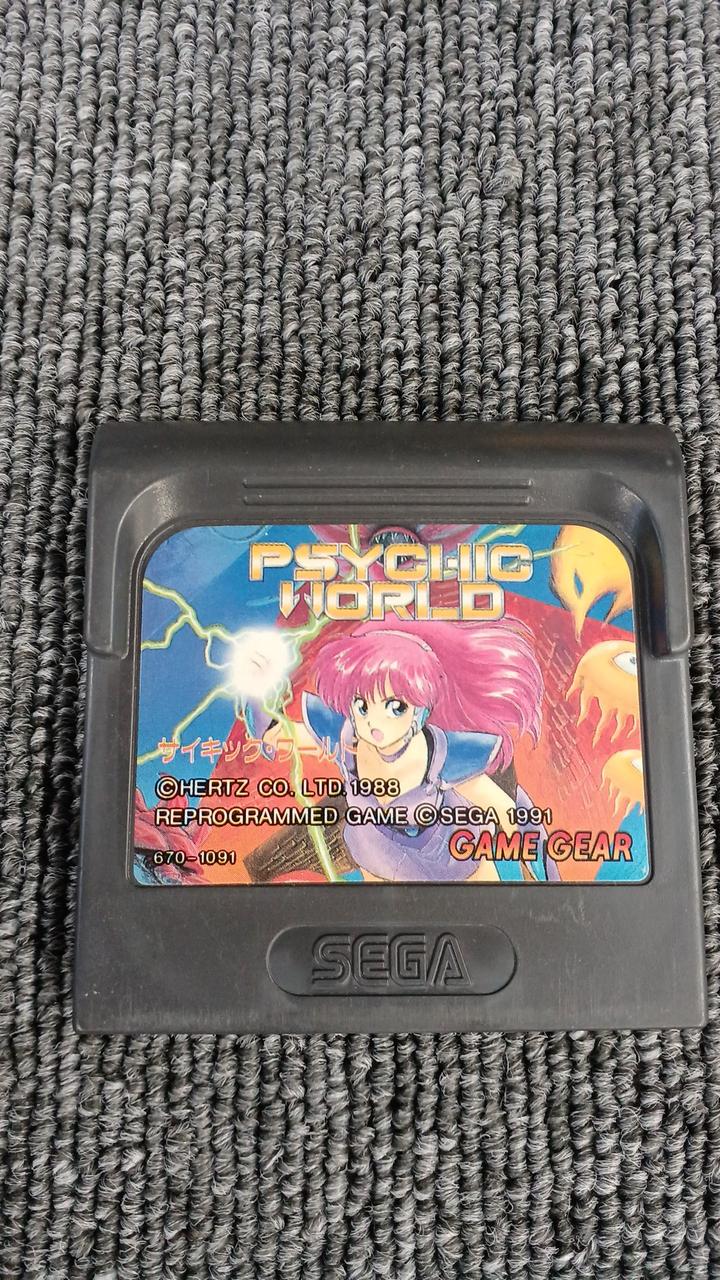 PSYCHIC
WORLD
サイキック・ワールド
©HERTZ CO. LTD. 1988
REPROGRAMMED GAME ©SEGA 1991
GAME GEAR
670-1091
SEGA